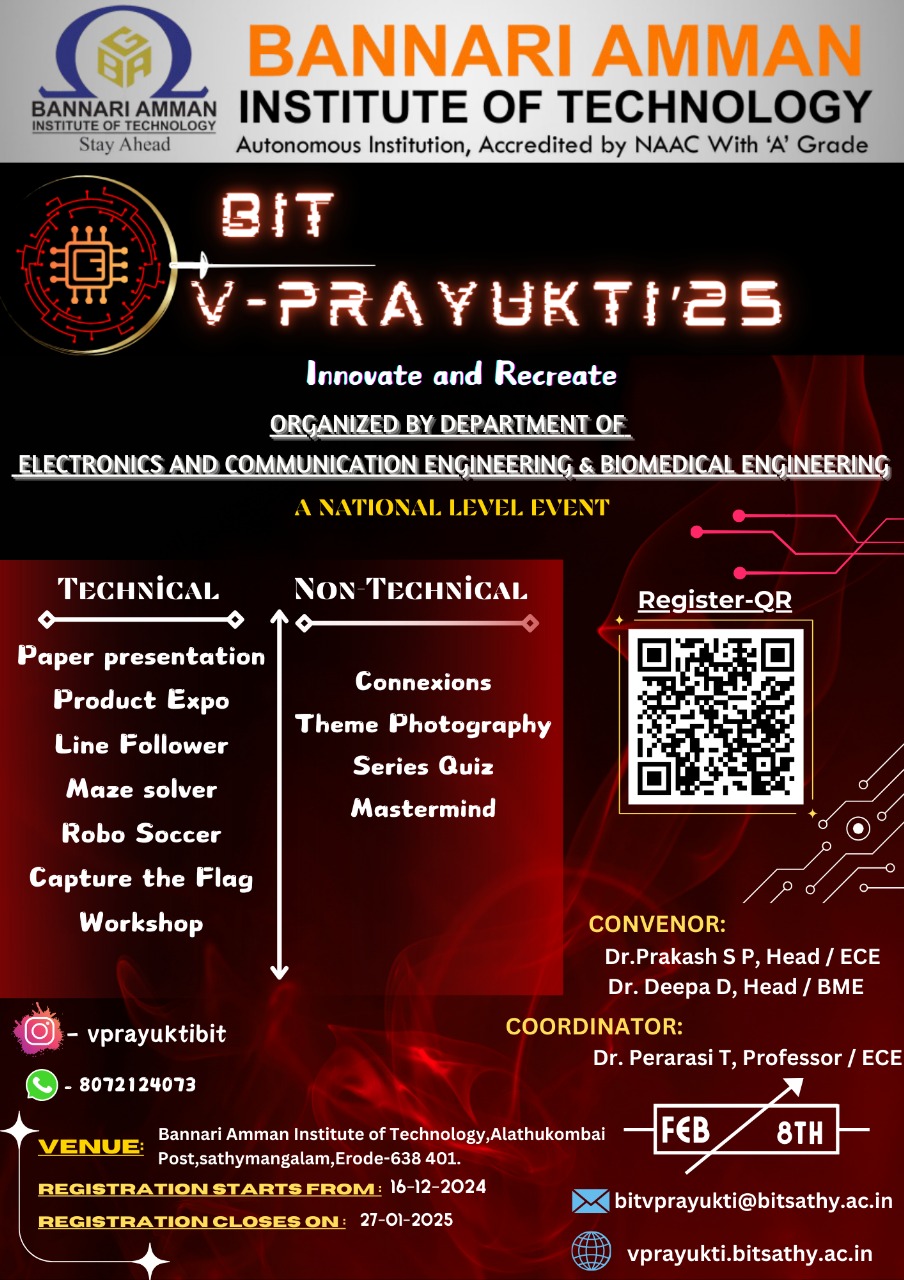 GBA
BANNARI AMMAN
INSTITUTE OF TECHNOLOGY
Stay Ahead
BANNARI AMMAN
INSTITUTE OF TECHNOLOGY
Autonomous Institution, Accredited by NAAC With ‘A’ Grade
BIT
V-PRAYUKTI'25
Innovate and Recreate
ORGANIZED BY DEPARTMENT OF
ELECTRONICS AND COMMUNICATION ENGINEERING & BIOMEDICAL ENGINEERING
A NATIONAL LEVEL EVENT
TECHNICAL
Paper presentation
Product Expo
Line Follower
Maze solver
Robo Soccer
Capture the Flag
Workshop
NON-TECHNICAL
Connexions
Theme Photography
Series Quiz
Mastermind
Register-QR
CONVENOR:
Dr.Prakash S P, Head / ECE
Dr. Deepa D, Head / BME
COORDINATOR:
Dr. Perarasi T, Professor / ECE
- vprayuktibit
- 8072124073
FEB 8TH
VENUE: Bannari Amman Institute of Technology,Alathukombai
Post,sathymangalam,Erode-638 401.
REGISTRATION STARTS FROM : 16-12-2024
REGISTRATION CLOSES ON : 27-01-2025
bitvprayukti@bitsathy.ac.in
vprayukti.bitsathy.ac.in